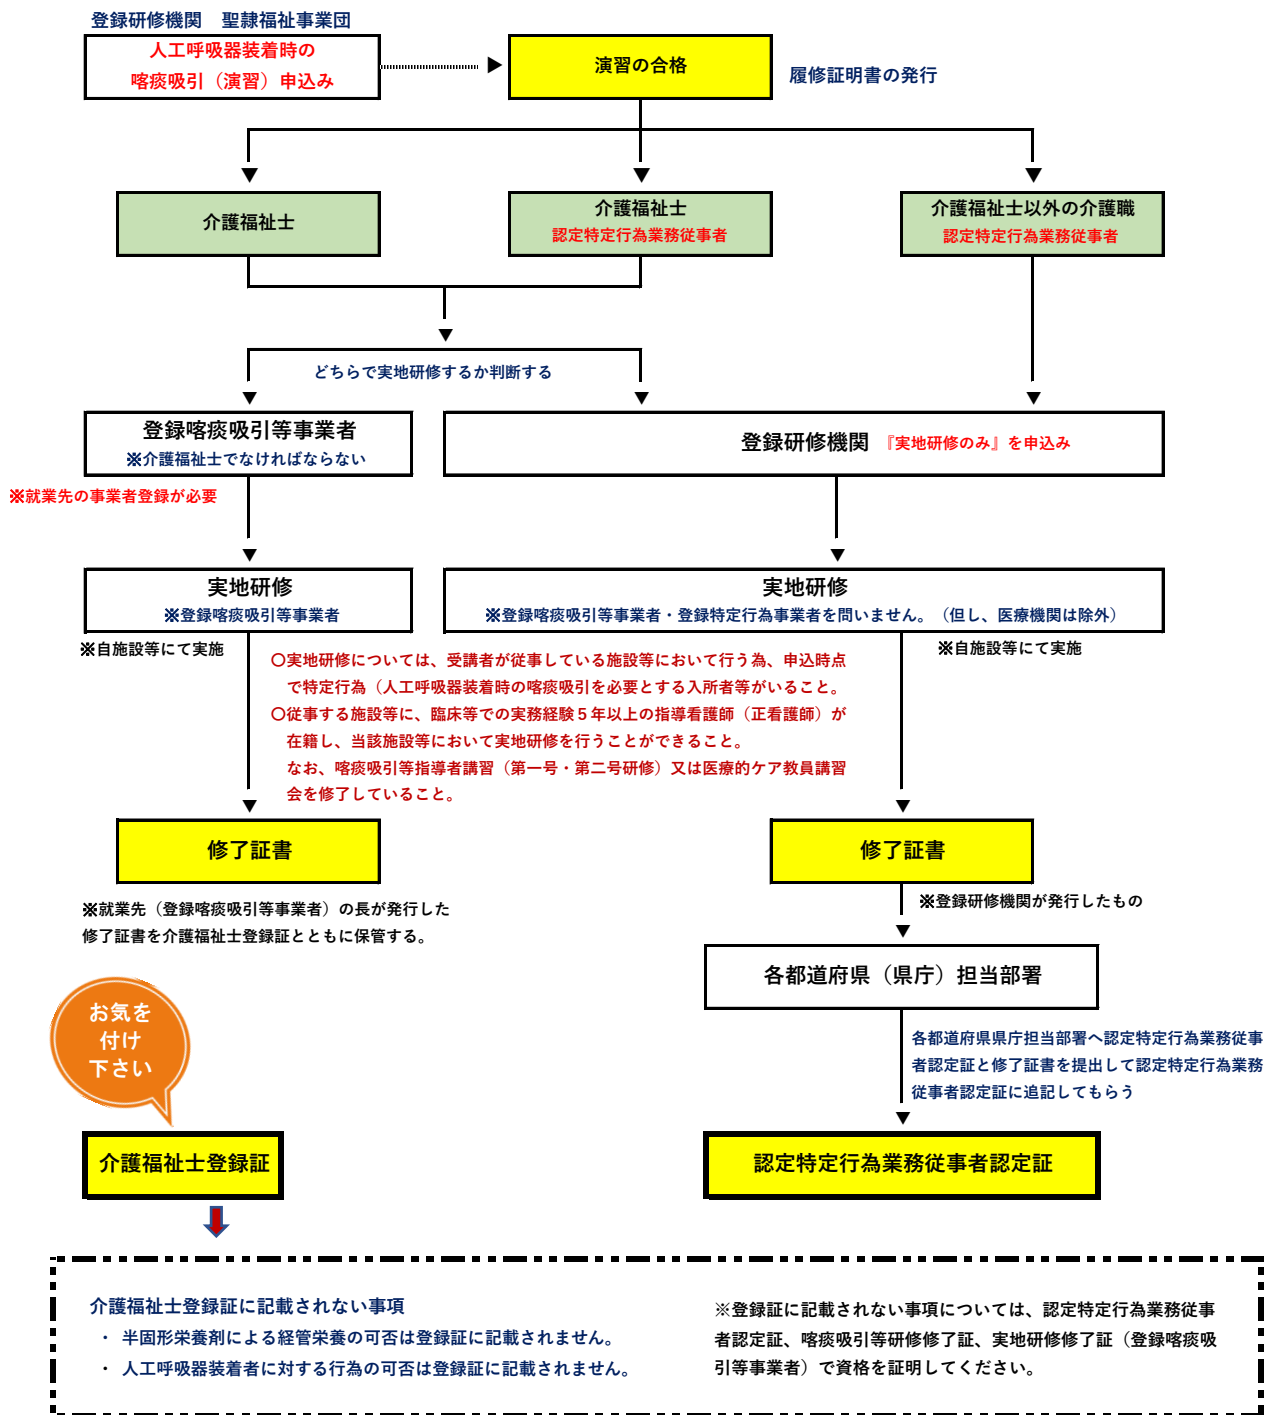 登録研修機関　聖隷福祉事業団
人工呼吸器装着時の
喀痰吸引（演習）申込み
演習の合格
履修証明書の発行
介護福祉士
介護福祉士
認定特定行為業務従事者
介護福祉士以外の介護職
認定特定行為業務従事者
どちらで実地研修するか判断する
登録喀痰吸引等事業者
※介護福祉士でなければならない
登録研修機関　『実地研修のみ』を申込み
※就業先の事業者登録が必要
実地研修
※登録喀痰吸引等事業者
実地研修
※登録喀痰吸引等事業者・登録特定行為事業者を問いません。（但し、医療機関は除外）
※自施設等にて実施
※自施設等にて実施
〇実地研修については、受講者が従事している施設等において行う為、申込時点
で特定行為（人工呼吸器装着時の喀痰吸引を必要とする入所者等がいること。
〇従事する施設等に、臨床等での実務経験５年以上の指導看護師（正看護師）が
在籍し、当該施設等において実地研修を行うことができること。
なお、喀痰吸引等指導者講習（第一号・第二号研修）又は医療的ケア教員講習
会を修了していること。
修了証書
修了証書
※就業先（登録喀痰吸引等事業者）の長が発行した
修了証書を介護福祉士登録証とともに保管する。
※登録研修機関が発行したもの
各都道府県（県庁）担当部署
お気を
付け
下さい
各都道府県県庁担当部署へ認定特定行為業務従事
者認定証と修了証書を提出して認定特定行為業務
従事者認定証に追記してもらう
介護福祉士登録証
認定特定行為業務従事者認定証
介護福祉士登録証に記載されない事項
・ 半固形栄養剤による経管栄養の可否は登録証に記載されません。
・ 人工呼吸器装着者に対する行為の可否は登録証に記載されません。
※登録証に記載されない事項については、認定特定行為業務従事
者認定証、喀痰吸引等研修修了証、実地研修修了証（登録喀痰吸
引等事業者）で資格を証明してください。